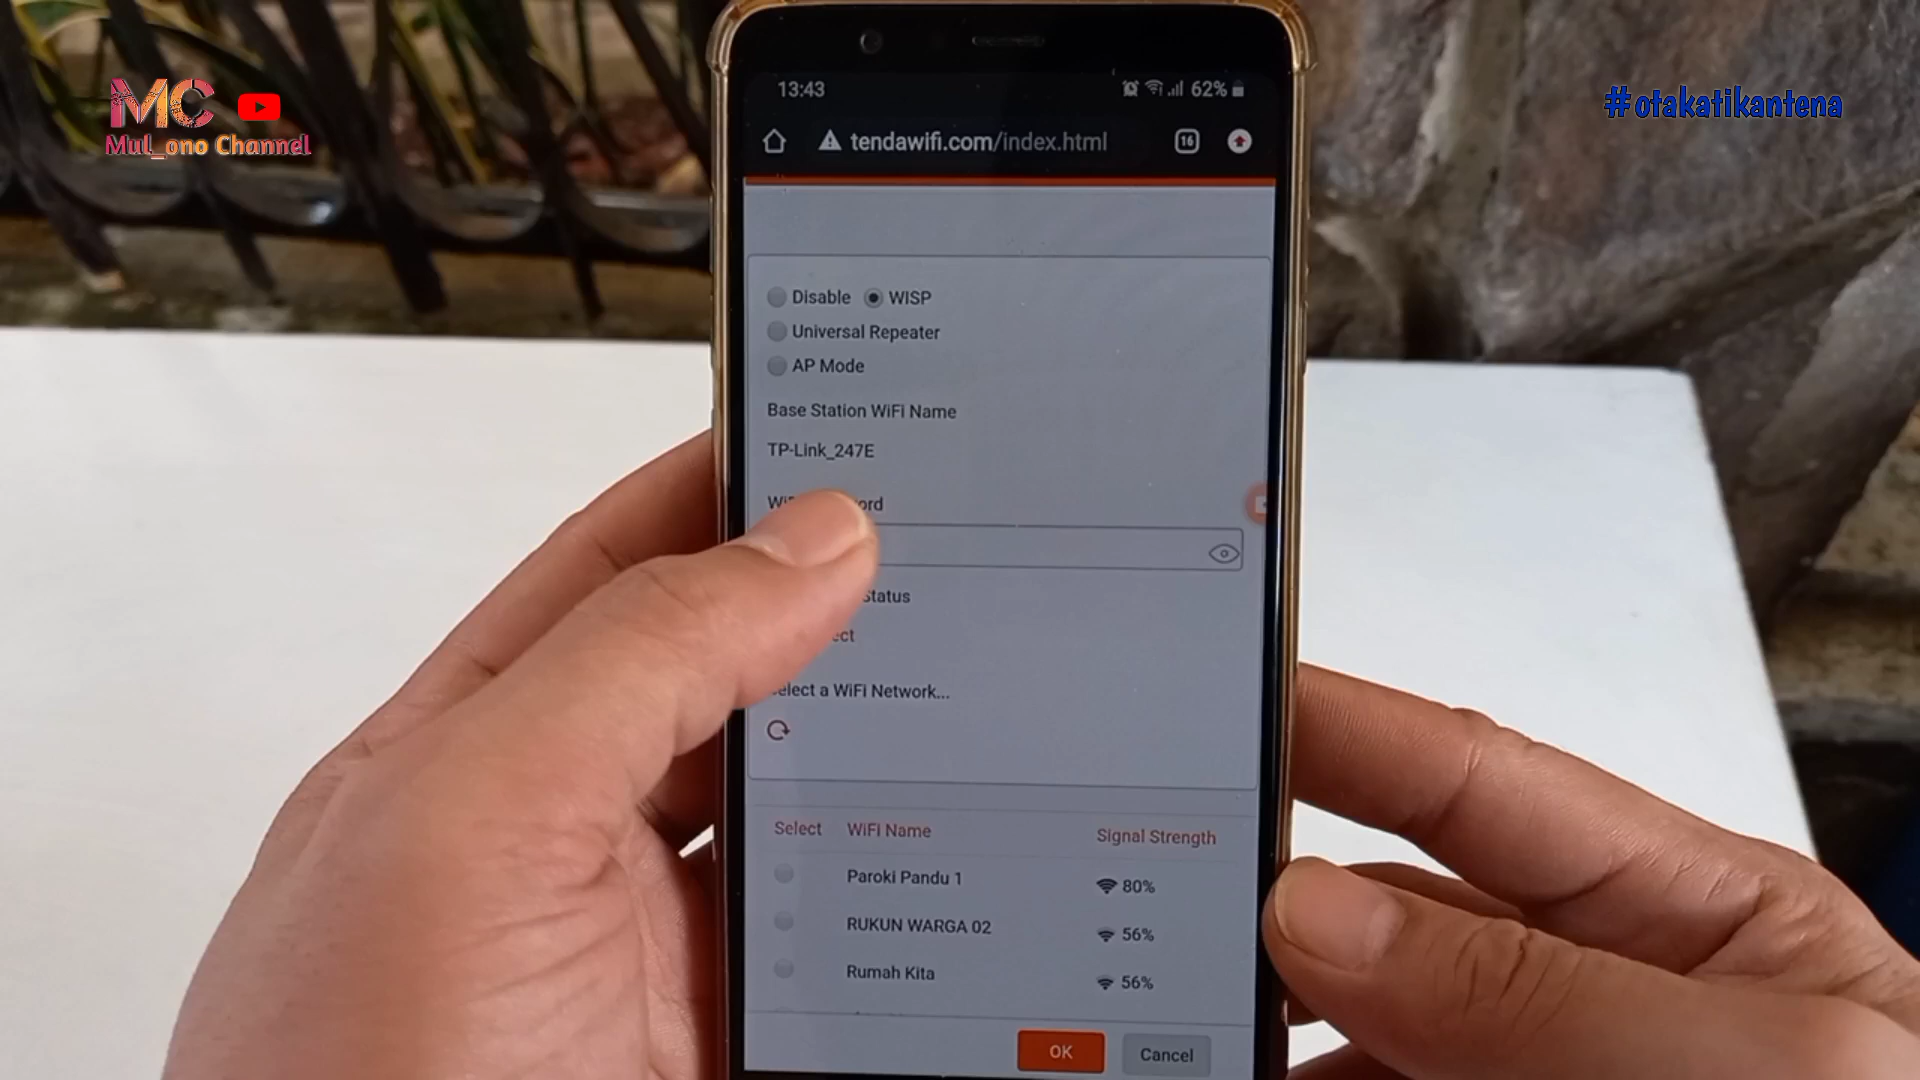 MC
Mul_ono Channel
#otakatikantena
13:43
62%
tendawifi.com/index.html
16
Disable WISP
Universal Repeater
AP Mode
Base Station WiFi Name
TP-Link_247E
Status
Select a WiFi Network...
Select WiFi Name Signal Strength
Paroki Pandu 1 80%
RUKUN WARGA 02 56%
Rumah Kita 56%
OK Cancel